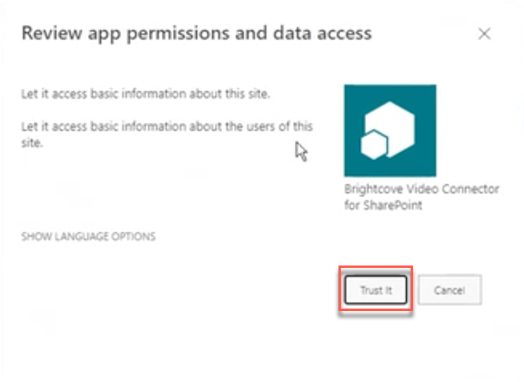 Review app permissions and data access
Let it access basic information about this site.
Let it access basic information about the users of this
site.
Brightcove Video Connector
for SharePoint
SHOW LANGUAGE OPTIONS
Trust It
Cancel